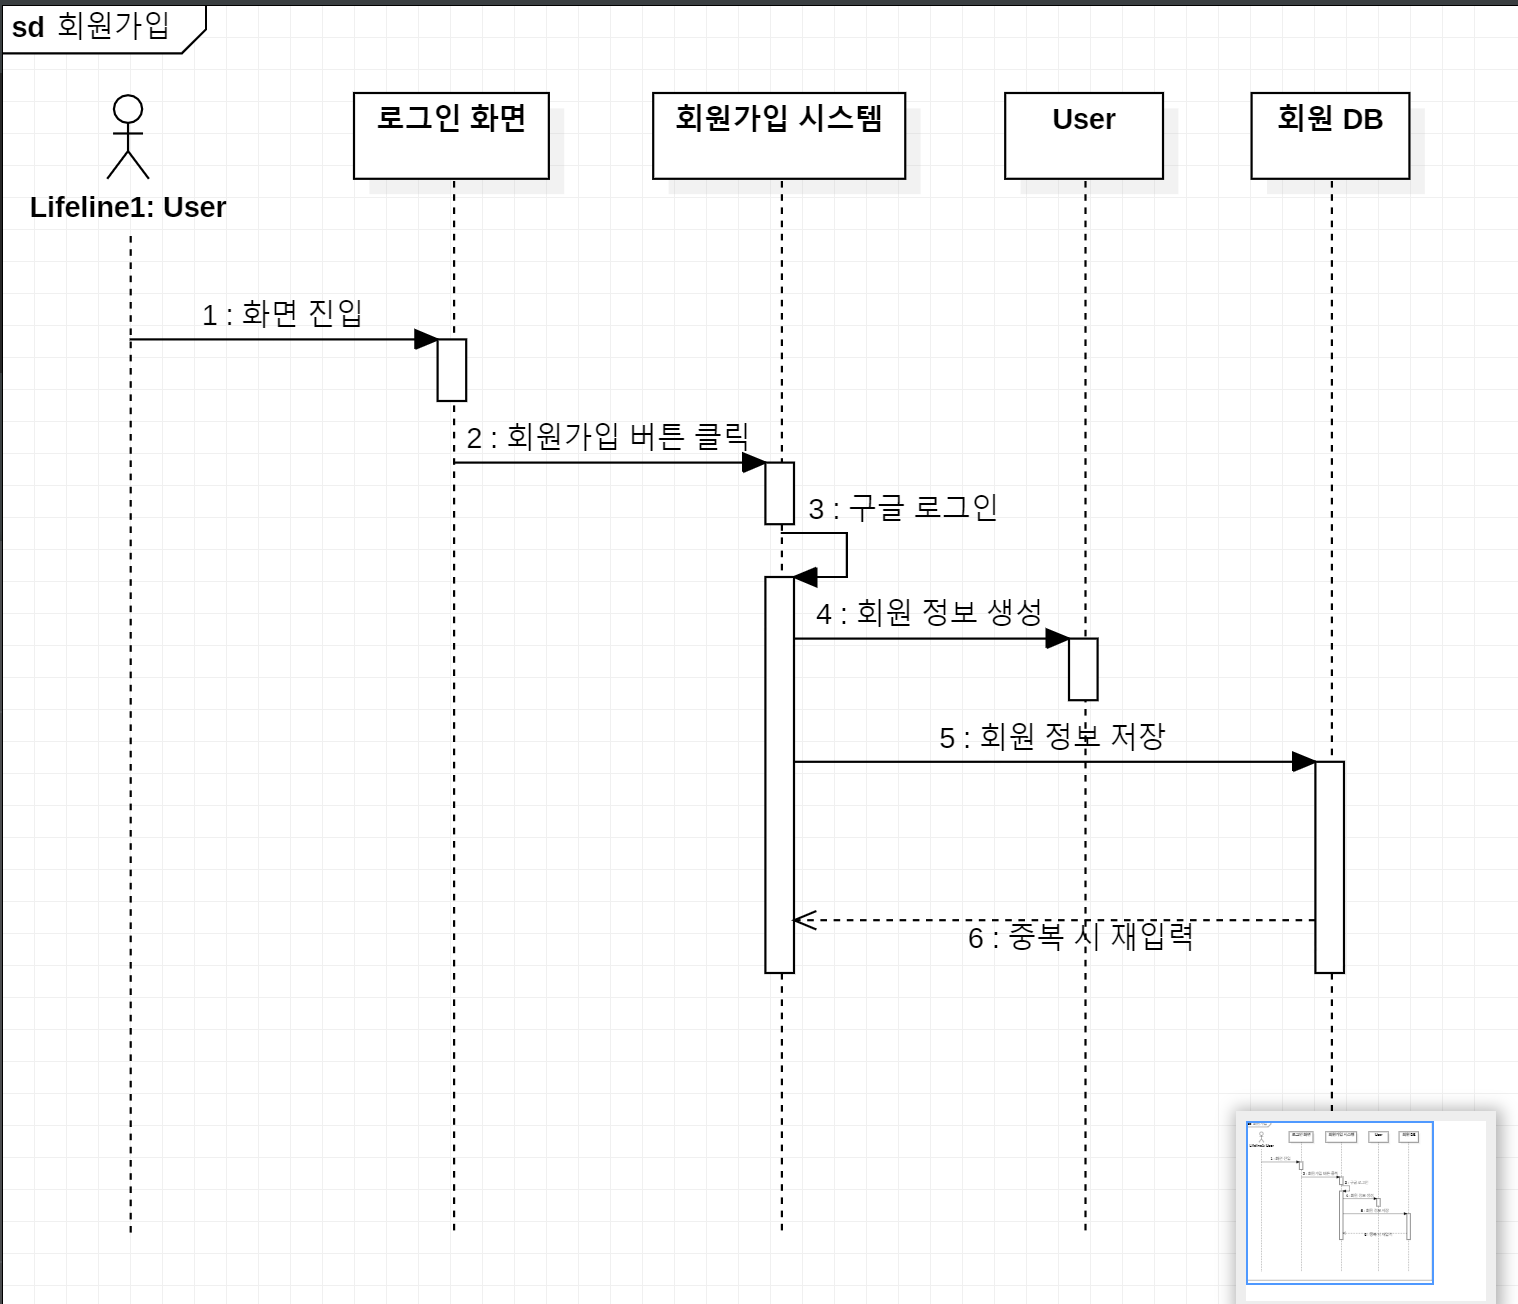 sd 회원가입
로그인 화면
회원가입 시스템
User
회원 DB
Lifeline1: User
1 : 화면 진입
2 : 회원가입 버튼 클릭
3 : 구글 로그인
4 : 회원 정보 생성
5 : 회원 정보 저장
6 : 중복 시 재입력